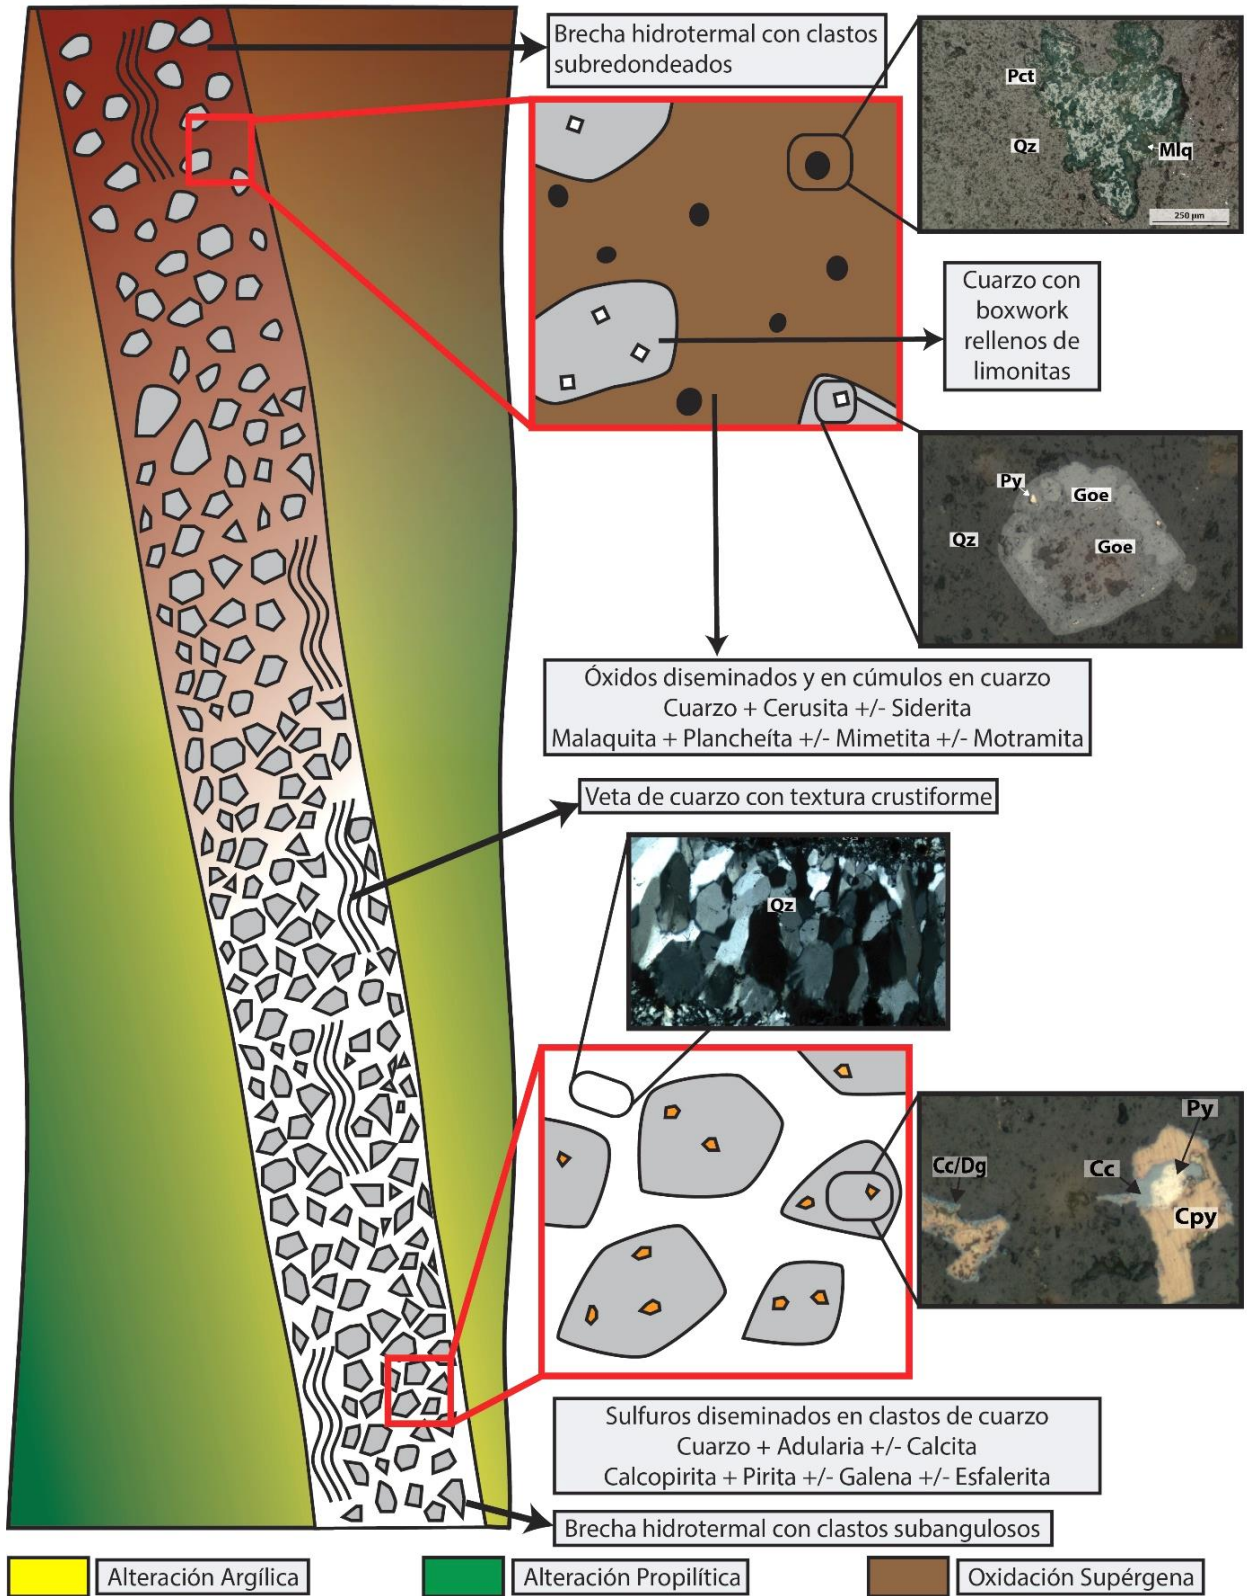 Brecha hidrotermal con clastos
subredondeados
Pct
Qz
Mlq
250 µm
Cuarzo con
boxwork
rellenos de
limonitas
Py
Goe
Qz
Goe
Óxidos diseminados y en cúmulos en cuarzo
Cuarzo + Cerusita +/- Siderita
Malaquita + Plancheíta +/- Mimetita +/- Motramita
Veta de cuarzo con textura crustiforme
Qz
Py
Cc/Dg
Cc
Cpy
Sulfuros diseminados en clastos de cuarzo
Cuarzo + Adularia +/- Calcita
Calcopirita + Pirita +/- Galena +/- Esfalerita
Brecha hidrotermal con clastos subangulosos
Alteración Argílica
Alteración Propilítica
Oxidación Supérgena